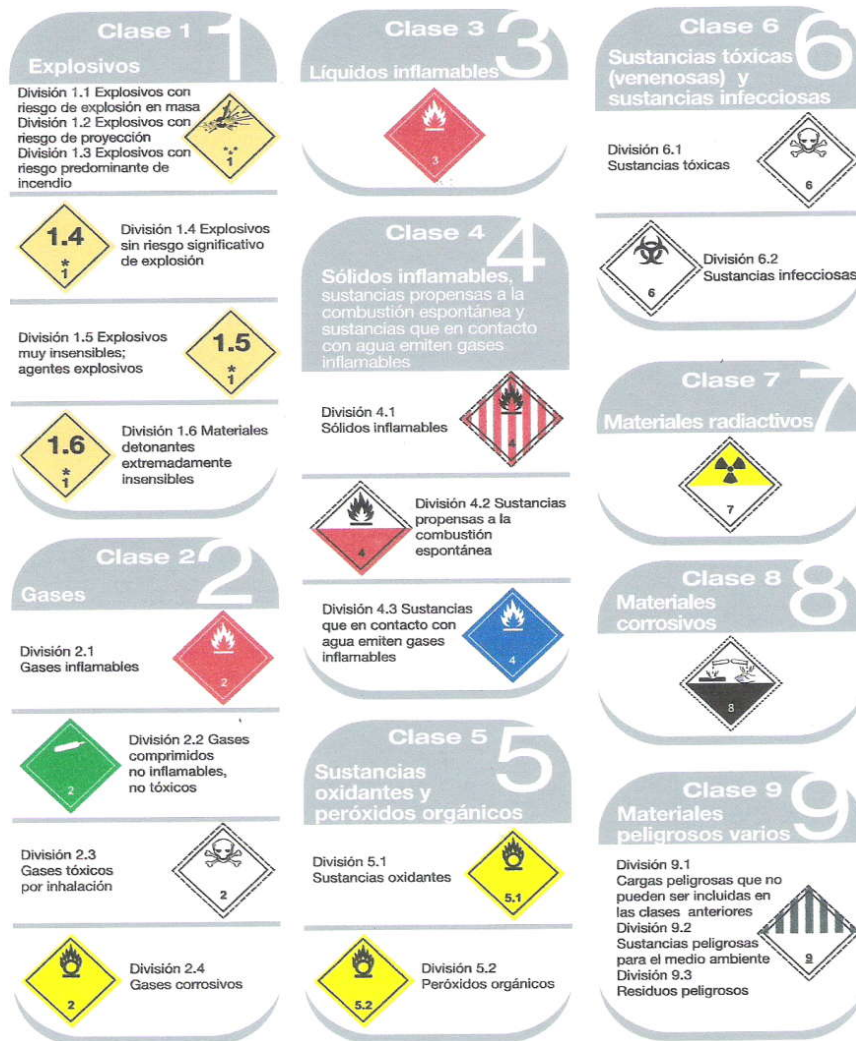 Clase 1
1
Explosivos
División 1.1 Explosivos con
riesgo de explosión en masa
División 1.2 Explosivos con
riesgo de proyección
División 1.3 Explosivos con
riesgo predominante de
incendio
1
1.4
*
1
División 1.4 Explosivos
sin riesgo significativo
de explosión
División 1.5 Explosivos
muy insensibles;
agentes explosivos
1.5
*
1
1.6
*
1
División 1.6 Materiales
detonantes
extremadamente
insensibles
Clase 2
2
Gases
División 2.1
Gases inflamables
2
2
División 2.2 Gases
comprimidos
no inflamables,
no tóxicos
División 2.3
Gases tóxicos
por inhalación
2
2
División 2.4
Gases corrosivos
Clase 3
3
Líquidos inflamables
3
Clase 4
4
Sólidos inflamables,
sustancias propensas a la
combustión espontánea y
sustancias que en contacto
con agua emiten gases
inflamables
División 4.1
Sólidos inflamables
4
4
División 4.2 Sustancias
propensas a la
combustión
espontánea
División 4.3 Sustancias
que en contacto con
agua emiten gases
inflamables
4
Clase 5
5
Sustancias
oxidantes y
peróxidos orgánicos
División 5.1
Sustancias oxidantes
5.1
5.2
División 5.2
Peróxidos orgánicos
Clase 6
6
Sustancias tóxicas
(venenosas) y
sustancias infecciosas
División 6.1
Sustancias tóxicas
6
6
División 6.2
Sustancias infecciosas
Clase 7
7
Materiales radiactivos
7
Clase 8
8
Materiales
corrosivos
8
Clase 9
9
Materiales
peligrosos varios
División 9.1
Cargas peligrosas que no
pueden ser incluidas en
las clases anteriores
División 9.2
Sustancias peligrosas
para el medio ambiente
División 9.3
Residuos peligrosos
9